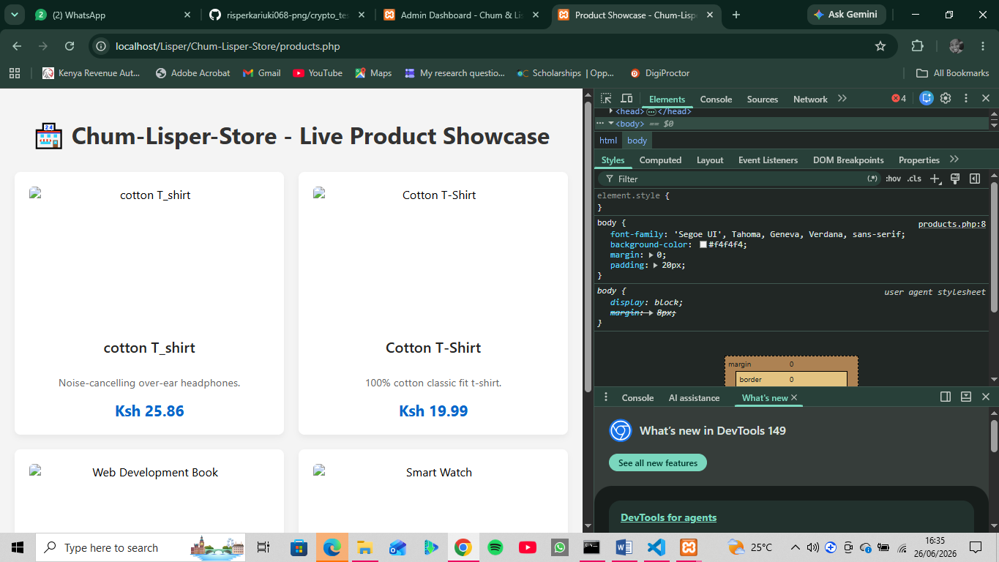 (2) WhatsApp
risperkariuki068-png/crypto_tes
Admin Dashboard - Chum & Lis
Product Showcase - Chum-Lispe
Ask Gemini
localhost/Lisper/Chum-Lisper-Store/products.php
Kenya Revenue Aut...
Adobe Acrobat
Gmail
YouTube
Maps
My research questio...
Scholarships | Opp...
DigiProctor
All Bookmarks
24
Chum-Lisper-Store - Live Product Showcase
cotton T_shirt
Cotton T-Shirt
cotton T_shirt
Cotton T-Shirt
Noise-cancelling over-ear headphones.
100% cotton classic fit t-shirt.
Ksh 25.86
Ksh 19.99
Web Development Book
Smart Watch
Elements
Console
Sources
Network
4
<head> </head>
<body> == $0
html
body
Styles
Computed
Layout
Event Listeners
DOM Breakpoints
Properties
Filter
(.*)
:hov
.cls
element.style {
}
body {
products.php:8
font-family: 'Segoe UI', Tahoma, Geneva, Verdana, sans-serif;
background-color: #f4f4f4;
margin: 0;
padding: 20px;
}
body {
user agent stylesheet
display: block;
margin: 8px;
}
margin
0
border
0
Console
AI assistance
What's new
What's new in DevTools 149
See all new features
DevTools for agents
Type here to search
25°C
16:35
26/06/2026